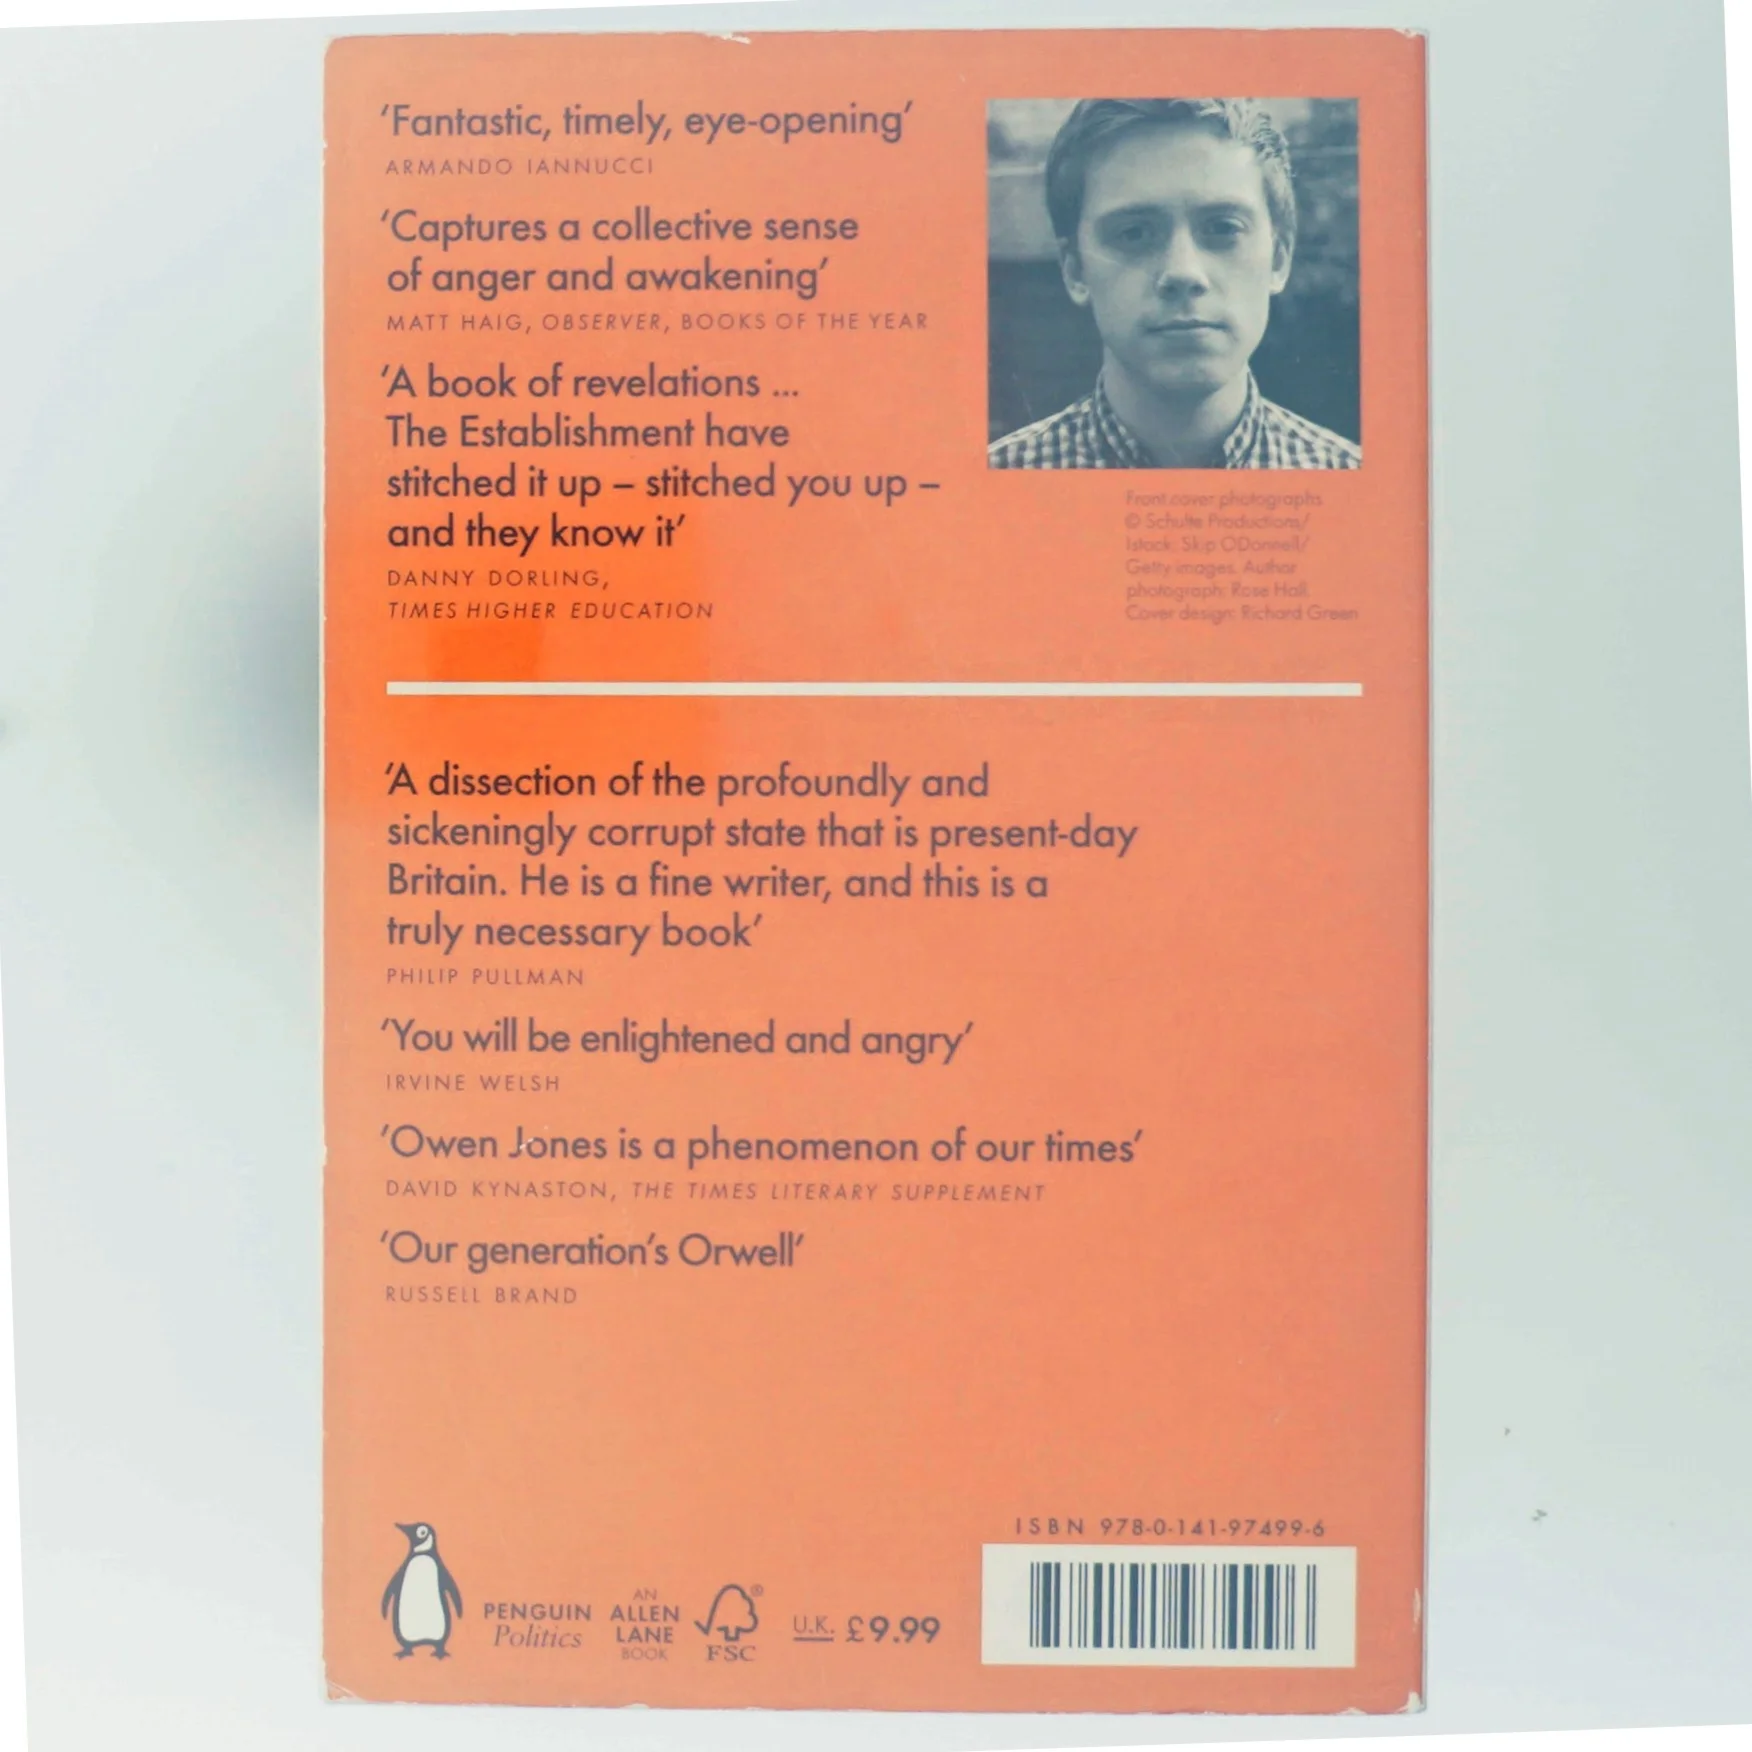 ‘Fantastic, timely, eye-opening’
ARMANDO IANNUCCI
‘Captures a collective sense
of anger and awakening’
MATT HAIG, OBSERVER, BOOKS OF THE YEAR
‘A book of revelations ...
The Establishment have
stitched it up – stitched you up –
and they know it’
DANNY DORLING,
TIMES HIGHER EDUCATION
Front cover photographs
© Schulte Productions/
Istock. Skip ODonnell/
Getty images. Author
photograph: Rose Hall.
Cover design: Richard Green
‘A dissection of the profoundly and
sickeningly corrupt state that is present-day
Britain. He is a fine writer, and this is a
truly necessary book’
PHILIP PULLMAN
‘You will be enlightened and angry’
IRVINE WELSH
‘Owen Jones is a phenomenon of our times’
DAVID KYNASTON, THE TIMES LITERARY SUPPLEMENT
‘Our generation’s Orwell’
RUSSELL BRAND
PENGUIN
Politics
AN
ALLEN
LANE
BOOK
®
FSC
U.K. £9.99
ISBN 978-0-141-97499-6